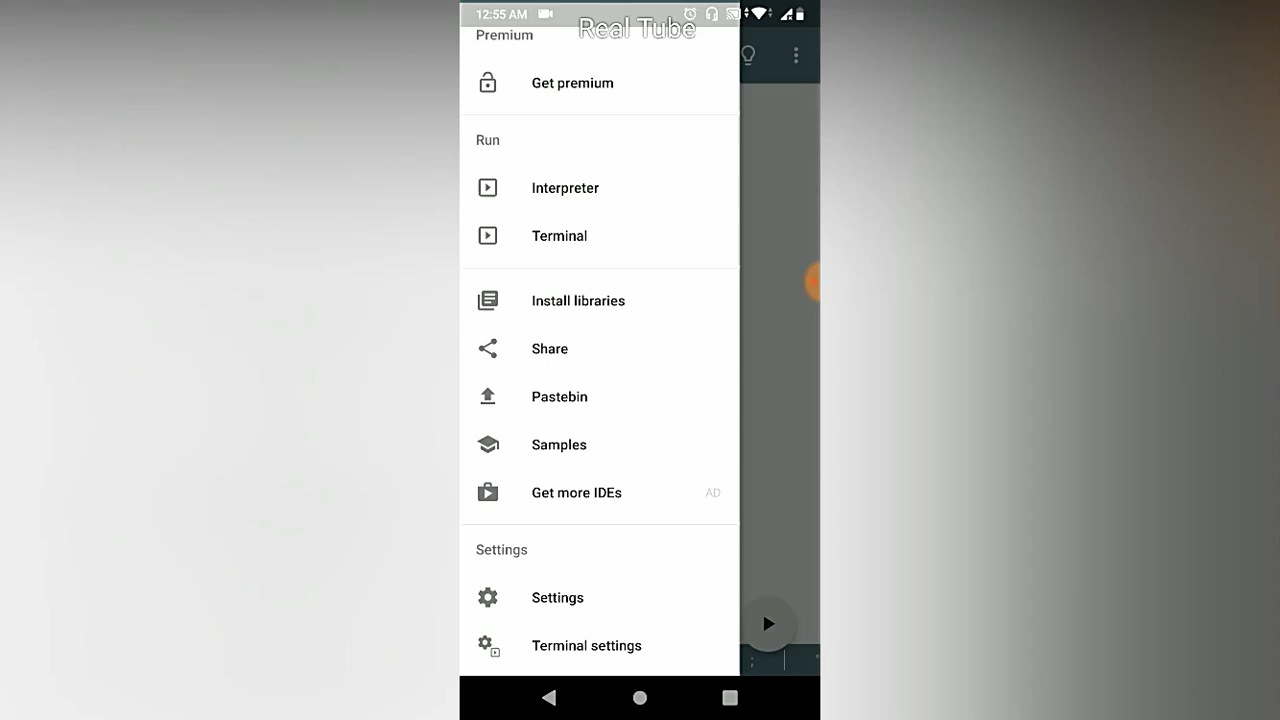 12:55 AM
Real Tube
Premium
Get premium
Run
Interpreter
Terminal
Install libraries
Share
Pastebin
Samples
Get more IDEs AD
Settings
Settings
Terminal settings
;